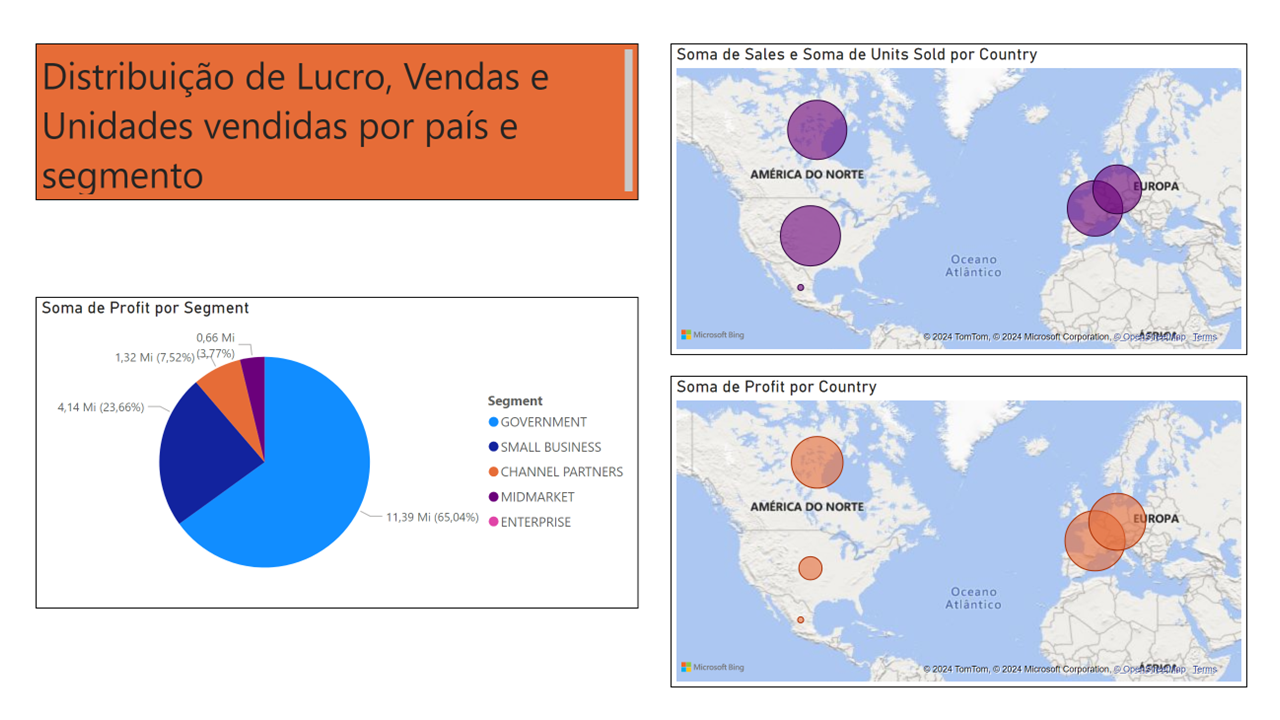 Distribuição de Lucro, Vendas e
Unidades vendidas por país e
segmento
Soma de Profit por Segment
0,66 Mi
(3,77%)
1,32 Mi (7,52%)
4,14 Mi (23,66%)
11,39 Mi (65,04%)
Segment
GOVERNMENT
SMALL BUSINESS
CHANNEL PARTNERS
MIDMARKET
ENTERPRISE
Soma de Sales e Soma de Units Sold por Country
AMÉRICA DO NORTE
EUROPA
Oceano
Atlântico
ÁFRICA
Microsoft Bing
© 2024 TomTom, © 2024 Microsoft Corporation, © OpenStreetMap Terms
Soma de Profit por Country
AMÉRICA DO NORTE
EUROPA
Oceano
Atlântico
ÁFRICA
Microsoft Bing
© 2024 TomTom, © 2024 Microsoft Corporation, © OpenStreetMap Terms